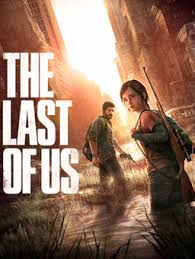 THE
LAST
OF US